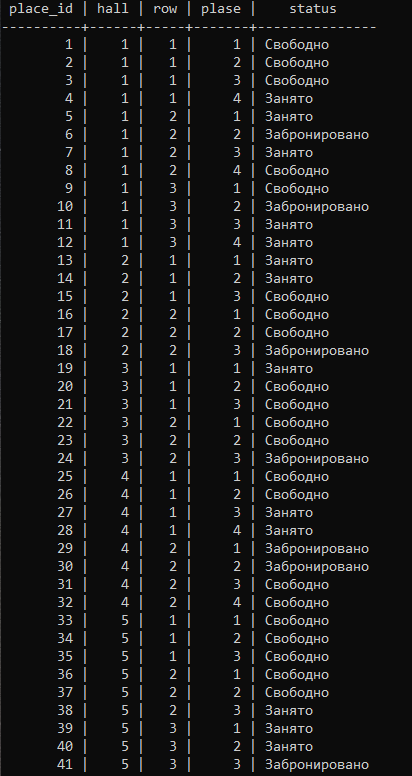 place_id | hall | row | plase | status
----------+------+-----+-------+--------------
1 | 1 | 1 | 1 | Свободно
2 | 1 | 1 | 2 | Свободно
3 | 1 | 1 | 3 | Свободно
4 | 1 | 1 | 4 | Занято
5 | 1 | 2 | 1 | Занято
6 | 1 | 2 | 2 | Забронировано
7 | 1 | 2 | 3 | Занято
8 | 1 | 2 | 4 | Свободно
9 | 1 | 3 | 1 | Свободно
10 | 1 | 3 | 2 | Забронировано
11 | 1 | 3 | 3 | Занято
12 | 1 | 3 | 4 | Занято
13 | 2 | 1 | 1 | Занято
14 | 2 | 1 | 2 | Занято
15 | 2 | 1 | 3 | Свободно
16 | 2 | 2 | 1 | Свободно
17 | 2 | 2 | 2 | Свободно
18 | 2 | 2 | 3 | Забронировано
19 | 3 | 1 | 1 | Занято
20 | 3 | 1 | 2 | Свободно
21 | 3 | 1 | 3 | Свободно
22 | 3 | 2 | 1 | Свободно
23 | 3 | 2 | 2 | Свободно
24 | 3 | 2 | 3 | Забронировано
25 | 4 | 1 | 1 | Свободно
26 | 4 | 1 | 2 | Свободно
27 | 4 | 1 | 3 | Занято
28 | 4 | 1 | 4 | Занято
29 | 4 | 2 | 1 | Забронировано
30 | 4 | 2 | 2 | Забронировано
31 | 4 | 2 | 3 | Свободно
32 | 4 | 2 | 4 | Свободно
33 | 5 | 1 | 1 | Свободно
34 | 5 | 1 | 2 | Свободно
35 | 5 | 1 | 3 | Свободно
36 | 5 | 2 | 1 | Свободно
37 | 5 | 2 | 2 | Свободно
38 | 5 | 2 | 3 | Занято
39 | 5 | 3 | 1 | Занято
40 | 5 | 3 | 2 | Занято
41 | 5 | 3 | 3 | Забронировано